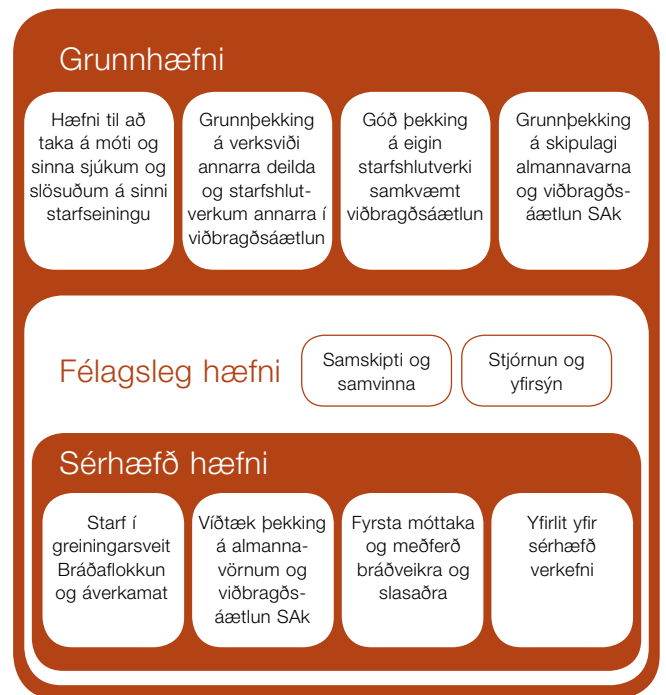 Grunnhæfni
Hæfni til að
taka á móti og
sinna sjúkum og
slösuðum á sinni
starfseiningu
Grunnþekking
á verksviði
annarra deilda
og starfshlut-
verkum annarra í
viðbragðsáætlun
Góð þekking
á eigin
starfshlutverki
samkvæmt
viðbragðsáætlun
Grunnþekking
á skipulagi
almannavarna
og viðbragðs-
áætlun SAk
Félagsleg hæfni
Samskipti og
samvinna
Stjórnun og
yfirsýn
Sérhæfð hæfni
Starf í
greiningarsveit
Bráðaflokkun
og áverkamat
Víðtæk þekking
á almanna-
vörnum og
viðbragðs-
áætlun SAk
Fyrsta móttaka
og meðferð
bráðveikra og
slasaðra
Yfirlit yfir
sérhæfð
verkefni